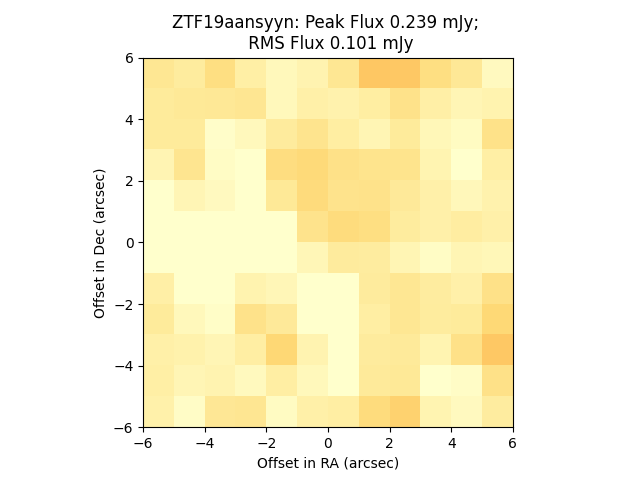 ZTF19aansyyn: Peak Flux 0.239 mJy;
RMS Flux 0.101 mJy
6
4
2
0
−2
−4
−6
Offset in Dec (arcsec)
−6 −4 −2 0 2 4 6
Offset in RA (arcsec)